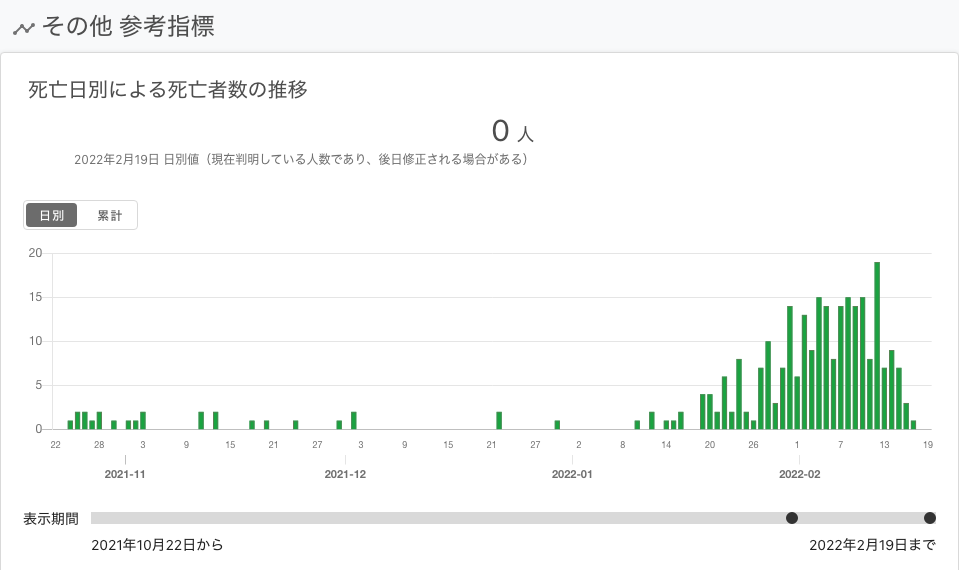 その他 参考指標
死亡日別による死亡者数の推移
0 人
2022年2月19日 日別値（現在判明している人数であり、後日修正される場合がある）
日別 累計
20
15
10
5
0
22 28 3 9 15 21 27 3 9 15 21 27 2 8 14 20 26 1 7 13 19
2021-11 2021-12 2022-01 2022-02
表示期間
2021年10月22日から 2022年2月19日まで